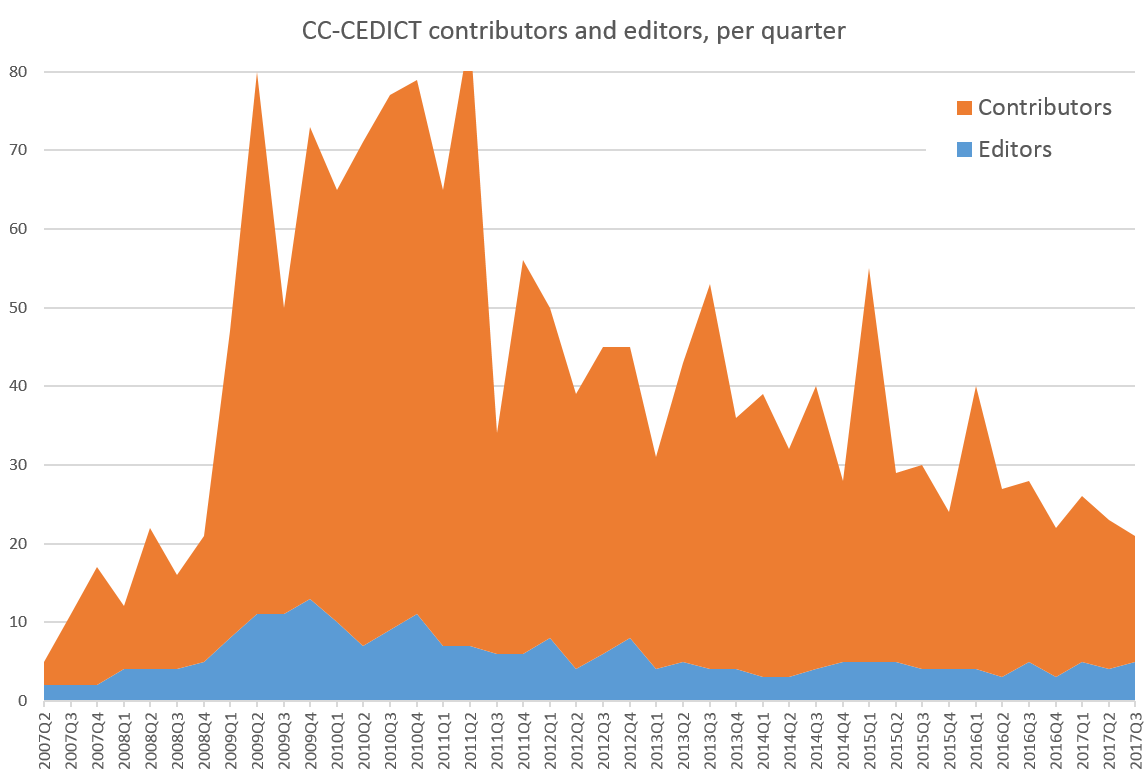 CC-CEDICT contributors and editors, per quarter
80
70
60
50
40
30
20
10
0
Contributors
Editors
2007Q2
2007Q3
2007Q4
2008Q1
2008Q2
2008Q3
2008Q4
2009Q1
2009Q2
2009Q3
2009Q4
2010Q1
2010Q2
2010Q3
2010Q4
2011Q1
2011Q2
2011Q3
2011Q4
2012Q1
2012Q2
2012Q3
2012Q4
2013Q1
2013Q2
2013Q3
2013Q4
2014Q1
2014Q2
2014Q3
2014Q4
2015Q1
2015Q2
2015Q3
2015Q4
2016Q1
2016Q2
2016Q3
2016Q4
2017Q1
2017Q2
2017Q3